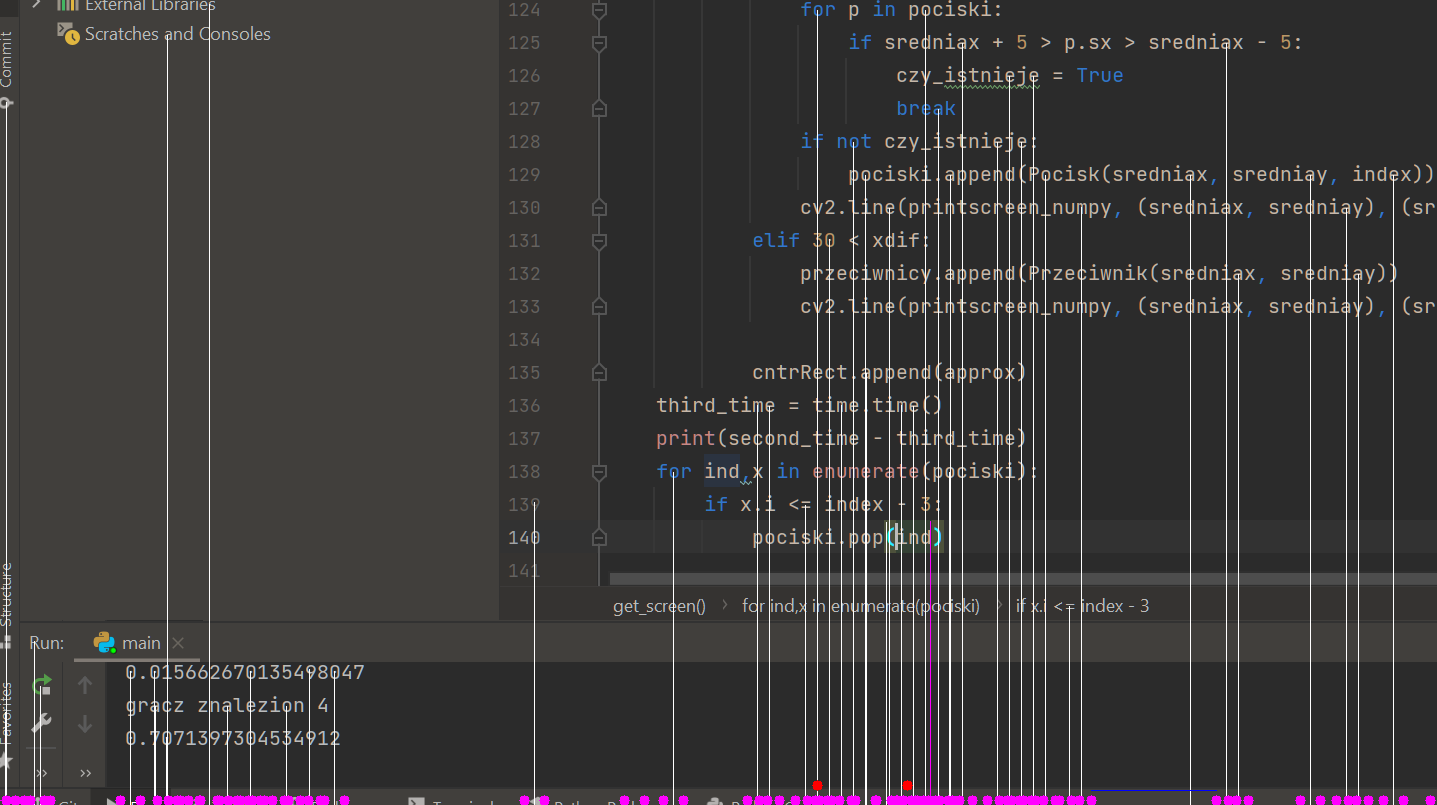 External Libraries
Scratches and Consoles
Commit
124 for p in pociski:
125 if sredniax + 5 > p.sx > sredniax - 5:
126 czy_istnieje = True
127 break
128 if not czy_istnieje:
129 pociski.append(Pocisk(sredniax, sredniay, index))
130 cv2.line(printscreen_numpy, (sredniax, sredniay), (sr
131 elif 30 < xdif:
132 przeciwnicy.append(Przeciwnik(sredniax, sredniay))
133 cv2.line(printscreen_numpy, (sredniax, sredniay), (sr
134
135 cntrRect.append(approx)
136 third_time = time.time()
137 print(second_time - third_time)
138 for ind,x in enumerate(pociski):
139 if x.i <= index - 3:
140 pociski.pop(ind)
141
get_screen() > for ind,x in enumerate(pociski) > if x.i <= index - 3
Structure
Favorites
Run: main
0.015662670135498047
gracz znalezion 4
0.7071397304534912